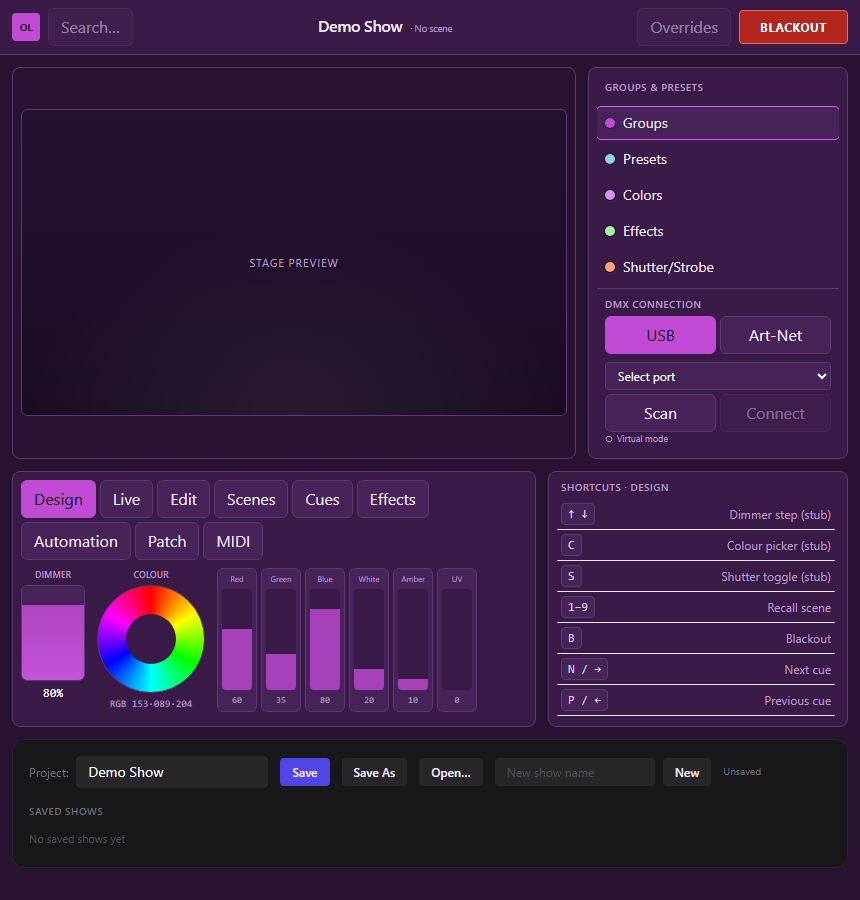 OL
Search...
Demo Show · No scene
Overrides
BLACKOUT
STAGE PREVIEW
GROUPS & PRESETS
Groups
Presets
Colors
Effects
Shutter/Strobe
DMX CONNECTION
USB
Art-Net
Select port
Scan
Connect
Virtual mode
Design
Live
Edit
Scenes
Cues
Effects
Automation
Patch
MIDI
DIMMER
80%
COLOUR
RGB 153·089·204
Red
60
Green
35
Blue
80
White
20
Amber
10
UV
0
SHORTCUTS · DESIGN
↑ ↓ Dimmer step (stub)
C Colour picker (stub)
S Shutter toggle (stub)
1–9 Recall scene
B Blackout
N / → Next cue
P / ← Previous cue
Project: Demo Show Save Save As Open... New show name New Unsaved
SAVED SHOWS
No saved shows yet